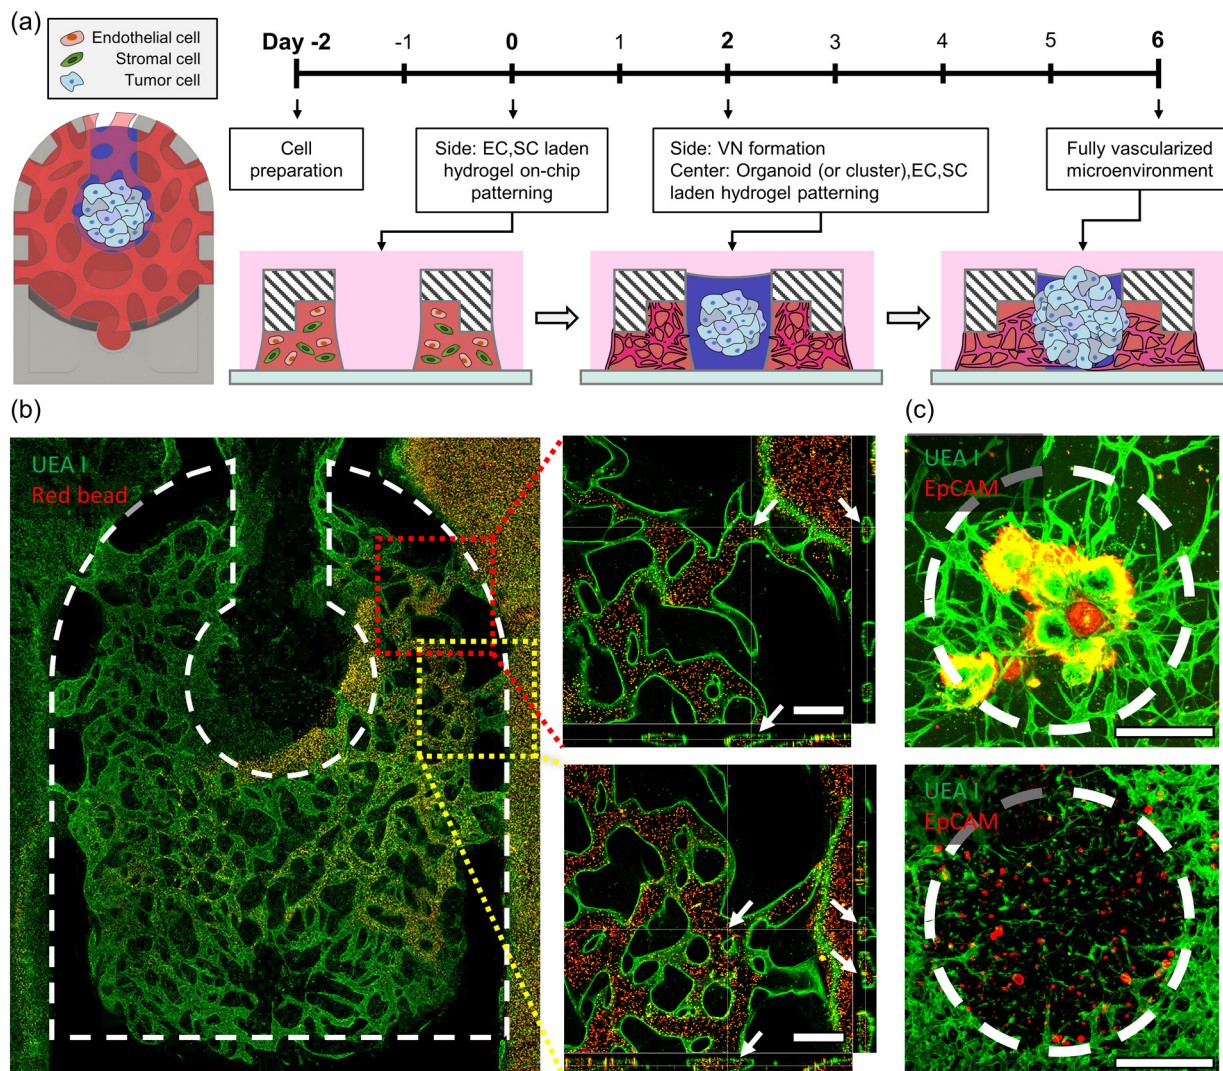 (a)
Endothelial cell
Stromal cell
Tumor cell
Day -2 -1 0 1 2 3 4 5 6
Cell
preparation
Side: EC,SC laden
hydrogel on-chip
patterning
Side: VN formation
Center: Organoid (or cluster),EC,SC
laden hydrogel patterning
Fully vascularized
microenvironment
(b)
UEA I
Red bead
(c)
UEA I
EpCAM
UEA I
EpCAM